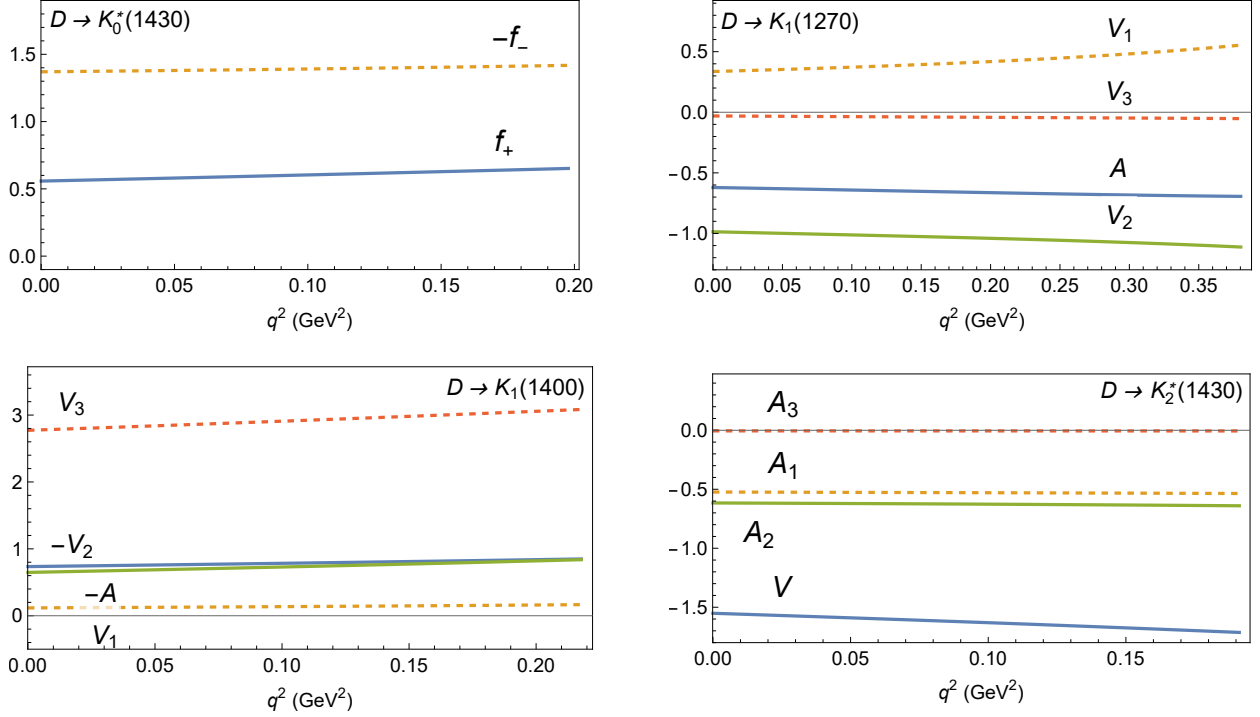 D → K₀*(1430)
−f₋
f₊
1.5
1.0
0.5
0.0
0.00 0.05 0.10 0.15 0.20
q² (GeV²)
D → K₁(1270)
V₁
V₃
A
V₂
0.5
0.0
−0.5
−1.0
0.00 0.05 0.10 0.15 0.20 0.25 0.30 0.35
q² (GeV²)
D → K₁(1400)
V₃
−V₂
−A
V₁
3
2
1
0
0.00 0.05 0.10 0.15 0.20
q² (GeV²)
D → K₂*(1430)
A₃
A₁
A₂
V
0.0
−0.5
−1.0
−1.5
0.00 0.05 0.10 0.15
q² (GeV²)